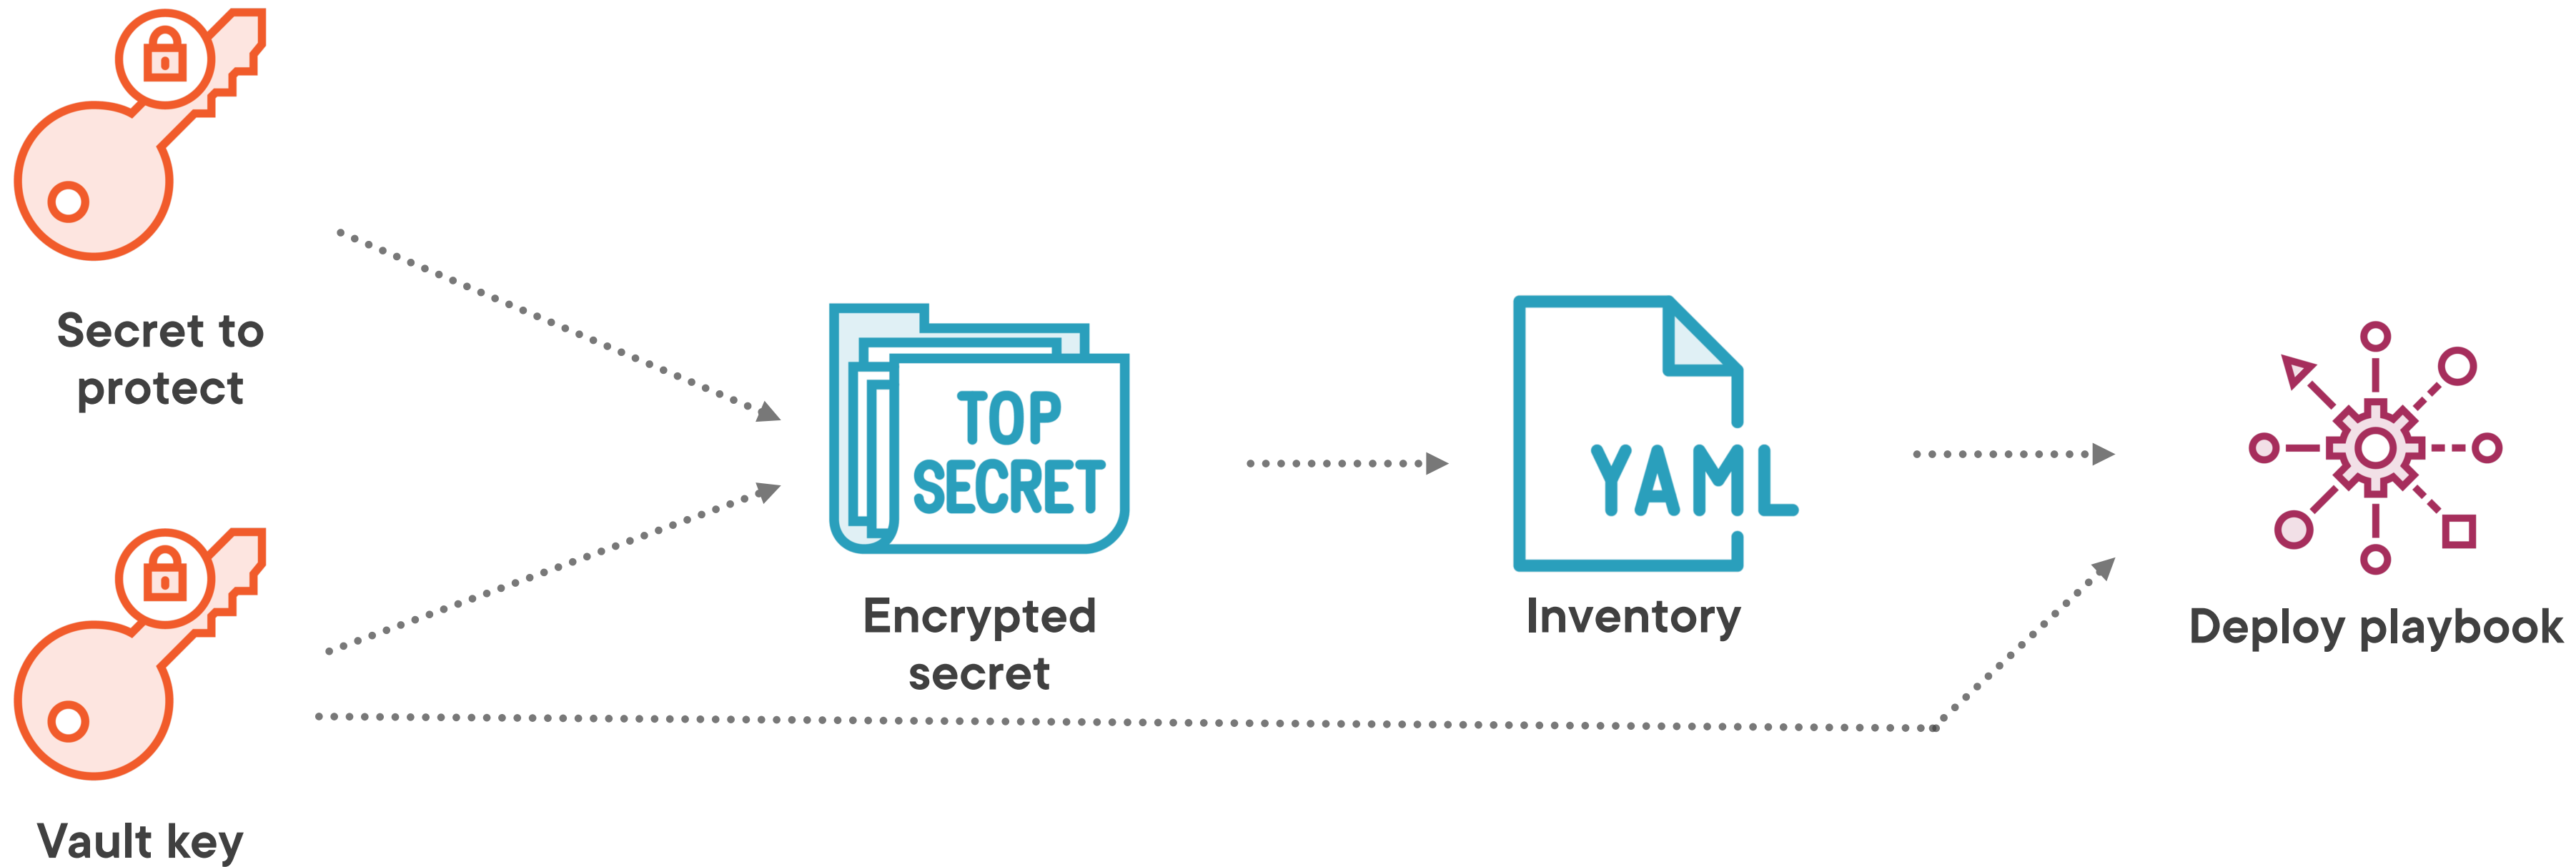 Secret to
protect
Vault key
TOP
SECRET
Encrypted
secret
YAML
Inventory
Deploy playbook